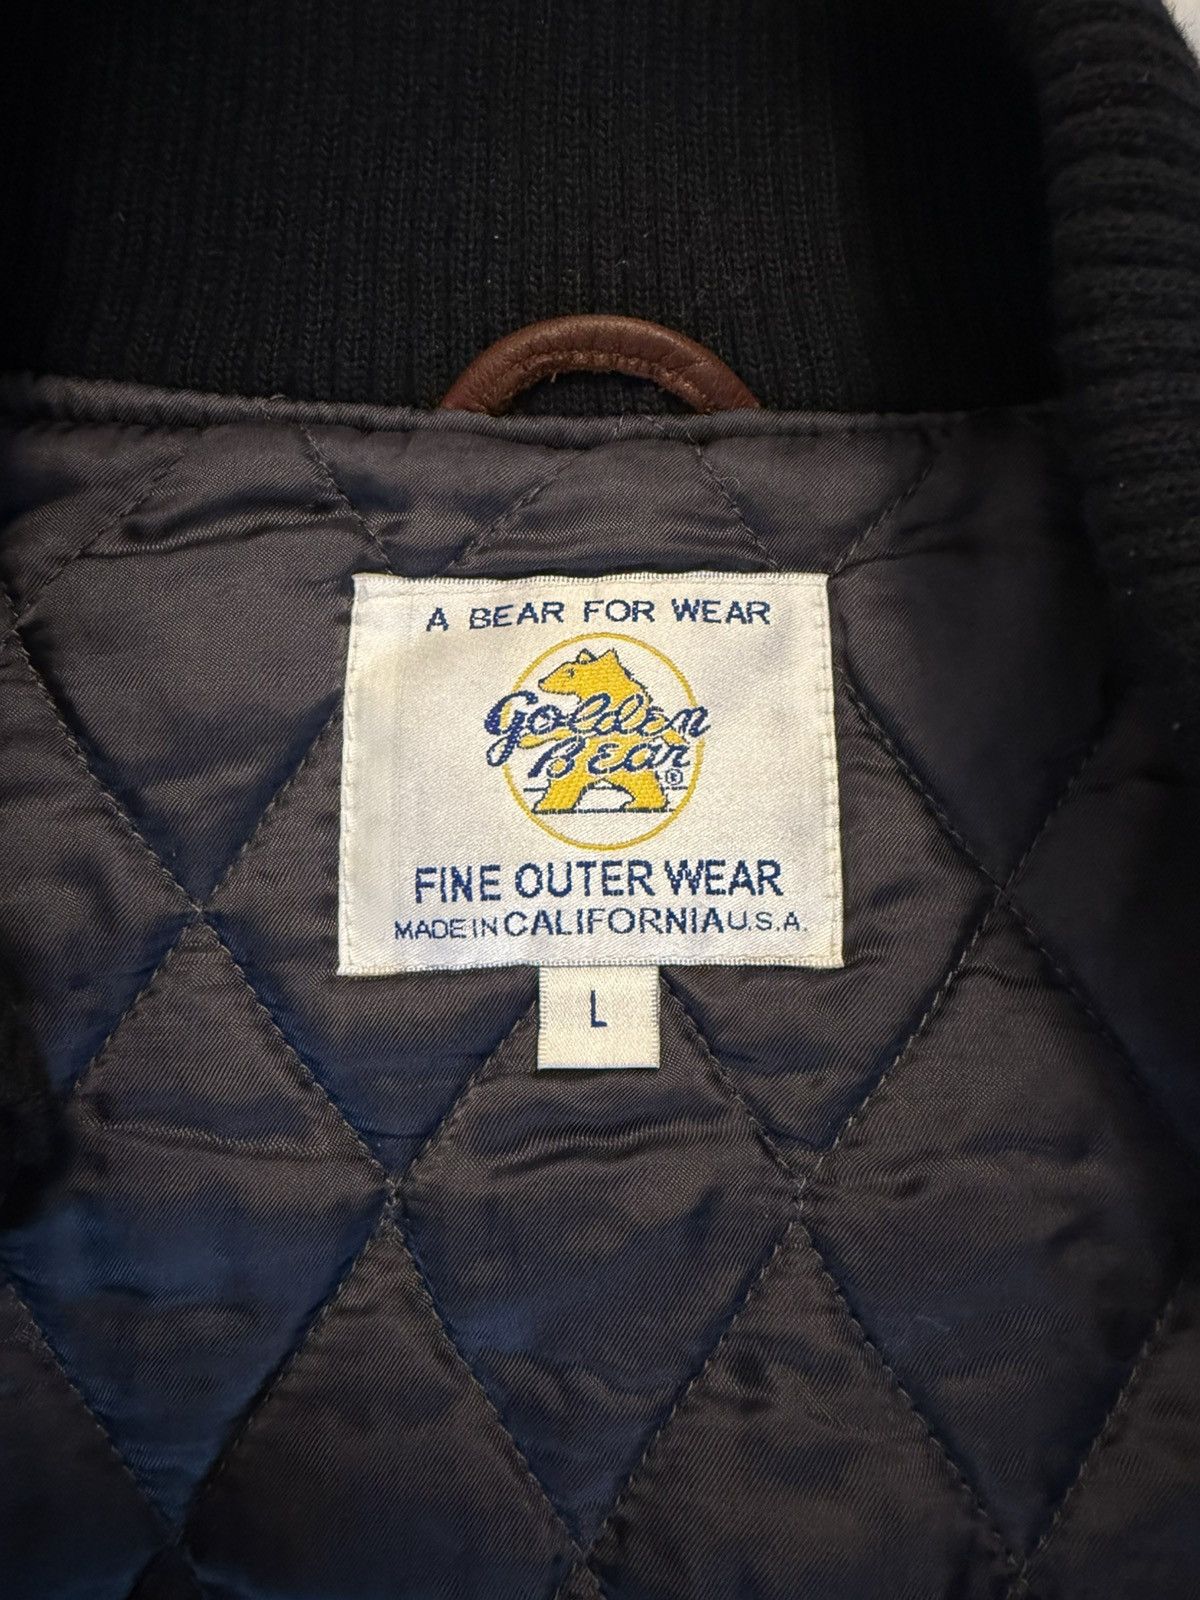 A BEAR FOR WEAR
Golden
Bear ®
FINE OUTER WEAR
MADE IN CALIFORNIA U.S.A.
L